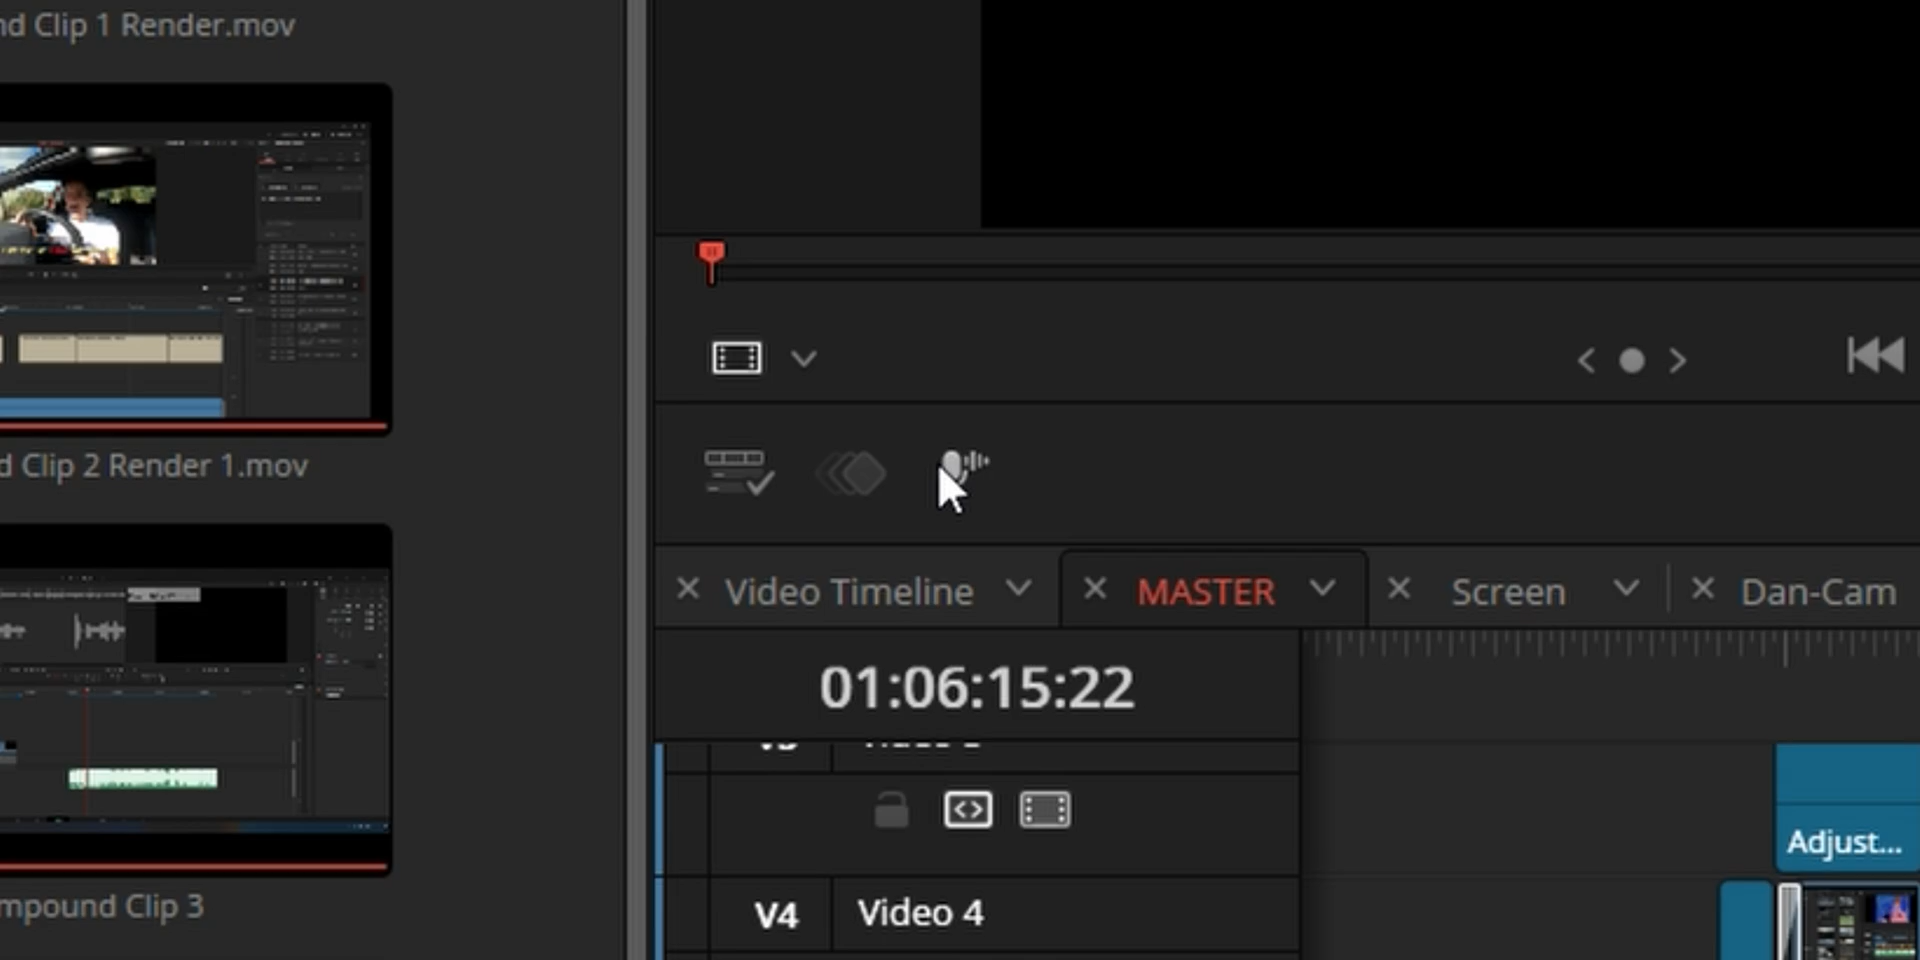 nd Clip 1 Render.mov
d Clip 2 Render 1.mov
mpound Clip 3
Video Timeline
MASTER
Screen
Dan-Cam
01:06:15:22
V4 Video 4
Adjust...